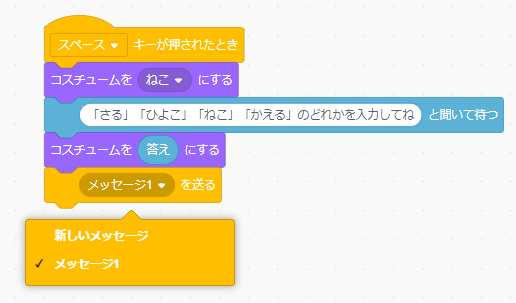 スペース キーが押されたとき
コスチュームを ねこ にする
「さる」「ひよこ」「ねこ」「かえる」のどれかを入力してね と聞いて待つ
コスチュームを 答え にする
メッセージ1 を送る
新しいメッセージ
✓ メッセージ1